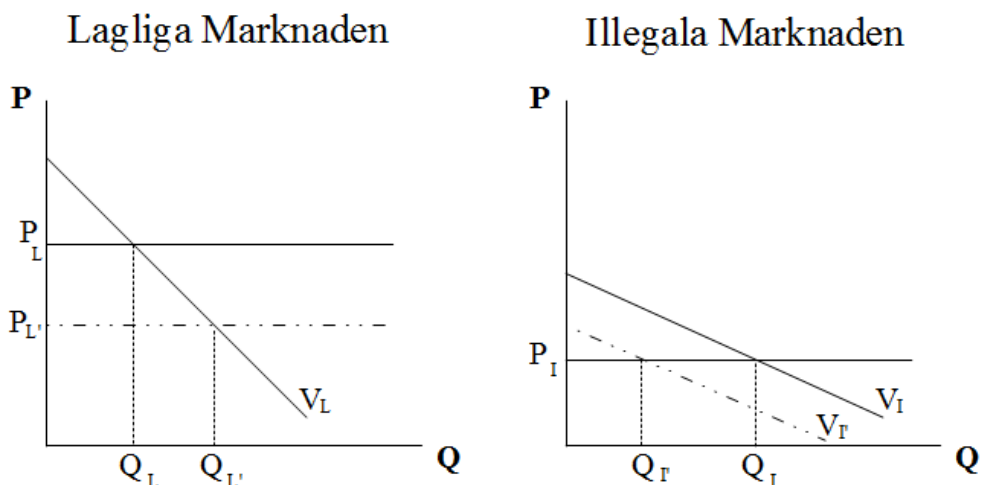 Lagliga Marknaden
P
P_L
P_L'
V_L
Q_L
Q_L'
Q
Illegala Marknaden
P
P_I
V_I
V_I'
Q_I'
Q_I
Q